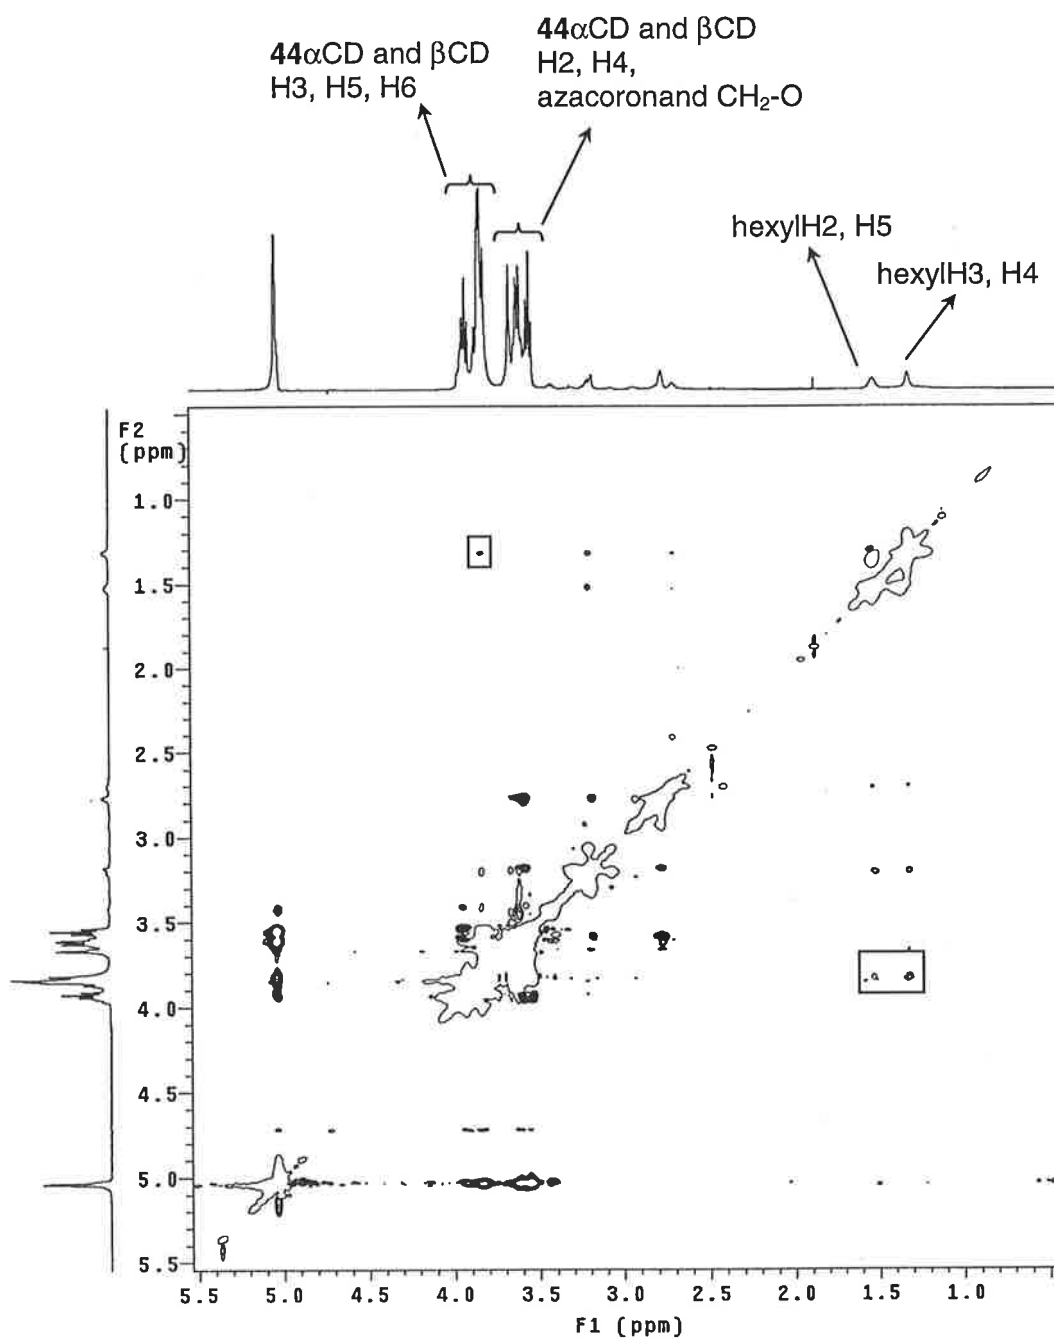 44αCD and βCD
H3, H5, H6
44αCD and βCD
H2, H4,
azacoronand CH₂-O
hexylH2, H5
hexylH3, H4
F2
(ppm)
1.0
1.5
2.0
2.5
3.0
3.5
4.0
4.5
5.0
5.5
5.5 5.0 4.0 3.5 3.0 2.5 2.0 1.5 1.0
F1 (ppm)